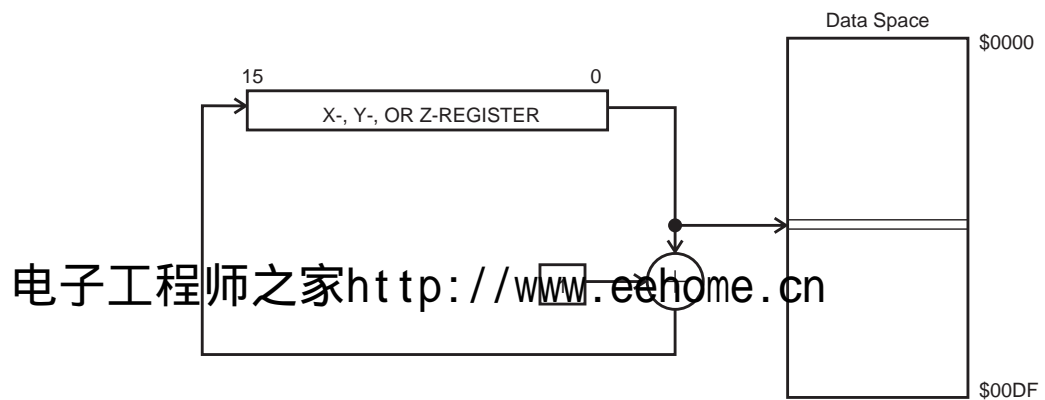 Data Space
$0000
15 0
X-, Y-, OR Z-REGISTER
电子工程师之家http://www.eehome.cn
$00DF